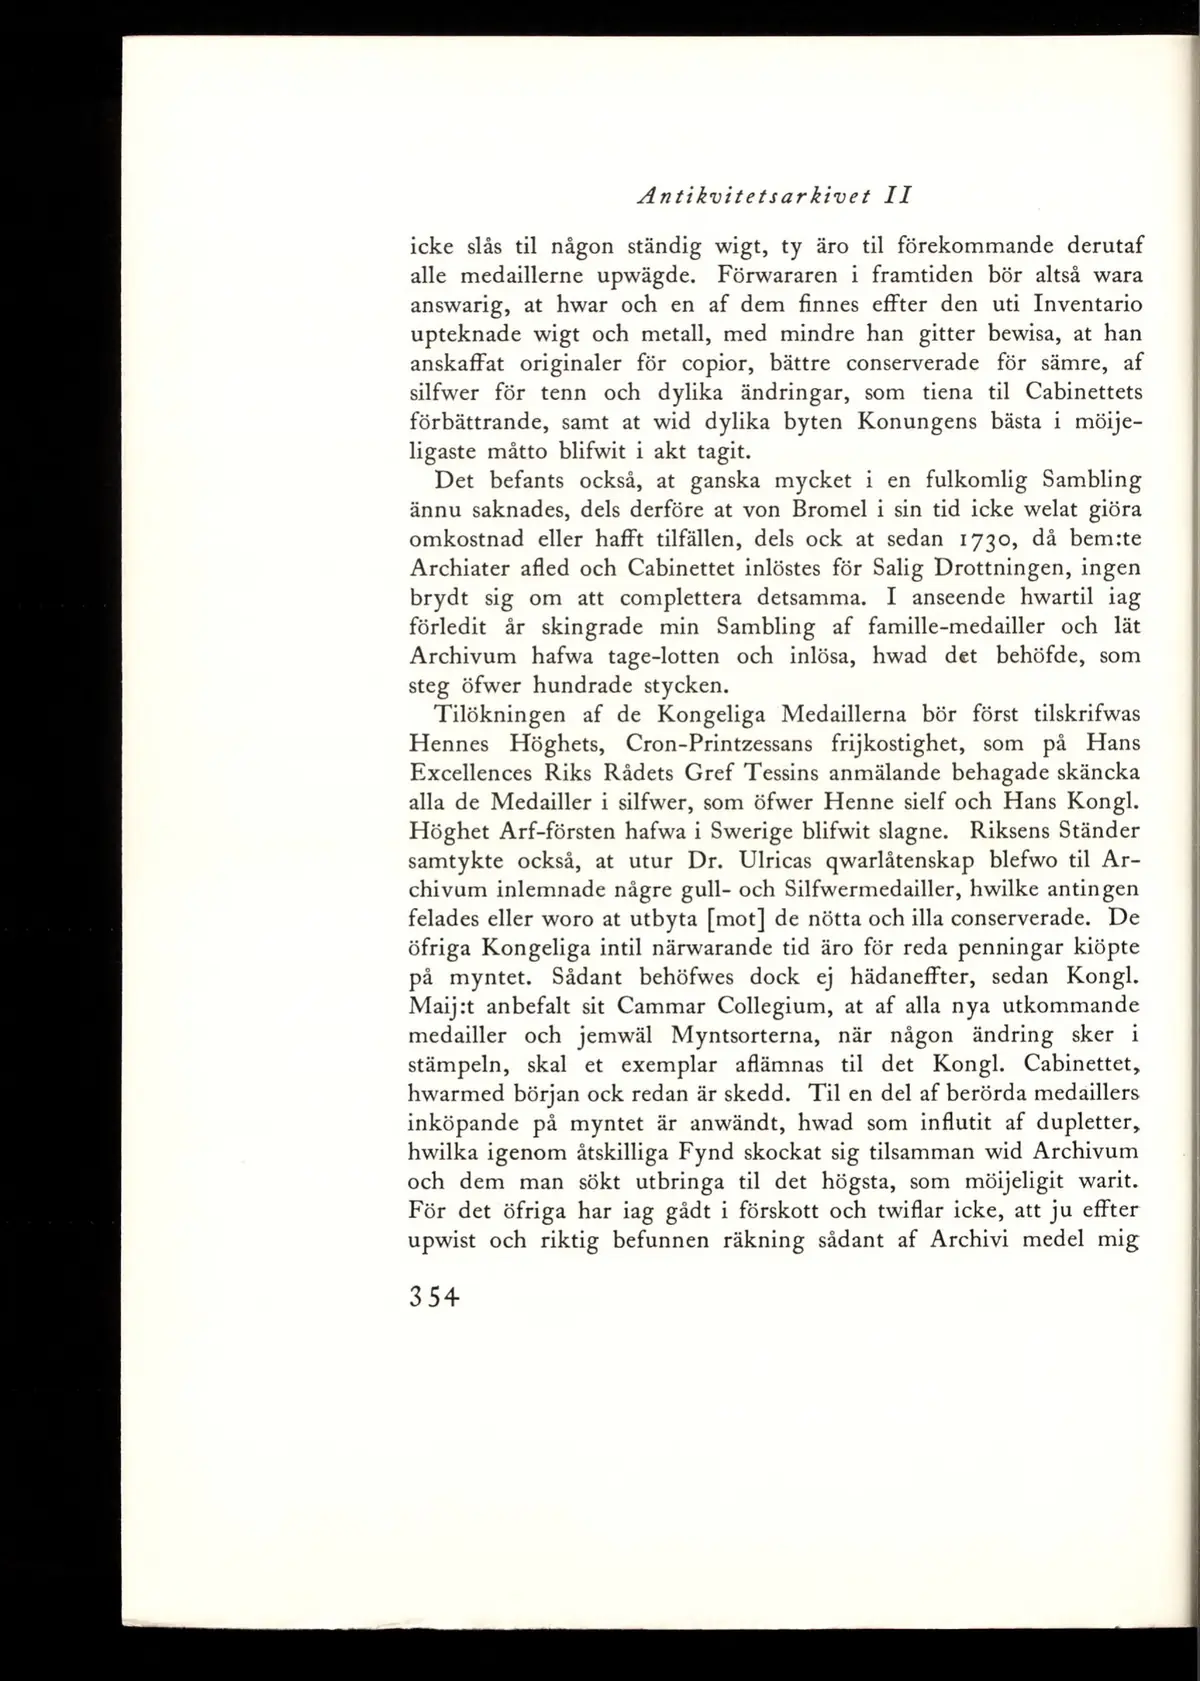 Antikvitetsarkivet II
icke slås til någon ständig wigt, ty äro til förekommande derutaf
alle medaillerne upwägde. Förwararen i framtiden bör altså wara
answarig, at hwar och en af dem finnes effter den uti Inventario
upteknade wigt och metall, med mindre han gitter bewisa, at han
anskaffat originaler för copior, bättre conserverade för sämre, af
silfwer för tenn och dylika ändringar, som tiena til Cabinettets
förbättrande, samt at wid dylika byten Konungens bästa i möije-
ligaste måtto blifwit i akt tagit.
Det befants också, at ganska mycket i en fulkomlig Sambling
ännu saknades, dels derföre at von Bromel i sin tid icke welat giöra
omkostnad eller hafft tilfällen, dels ock at sedan 1730, då bem:te
Archiater afled och Cabinettet inlöstes för Salig Drottningen, ingen
brydt sig om att complettera detsamma. I anseende hwartil iag
förledit år skingrade min Sambling af famille-medailler och lät
Archivum hafwa tage-lotten och inlösa, hwad det behöfde, som
steg öfwer hundrade stycken.
Tilökningen af de Kongeliga Medaillerna bör först tilskrifwas
Hennes Höghets, Cron-Printzessans frijkostighet, som på Hans
Excellences Riks Rådets Gref Tessins anmälande behagade skäncka
alla de Medailler i silfwer, som öfwer Henne sielf och Hans Kongl.
Höghet Arf-försten hafwa i Swerige blifwit slagne. Riksens Ständer
samtykte också, at utur Dr. Ulricas qwarlåtenskap blefwo til Ar-
chivum inlemnade någre gull- och Silfwermedailler, hwilke antingen
felades eller woro at utbyta [mot] de nötta och illa conserverade. De
öfriga Kongeliga intil närwarande tid äro för reda penningar kiöpte
på myntet. Sådant behöfwes dock ej hädaneffter, sedan Kongl.
Maij:t anbefalt sit Cammar Collegium, at af alla nya utkommande
medailler och jemwäl Myntsorterna, när någon ändring sker i
stämpeln, skal et exemplar aflämnas til det Kongl. Cabinettet,
hwarmed början ock redan är skedd. Til en del af berörda medaillers
inköpande på myntet är anwändt, hwad som influtit af dupletter,
hwilka igenom åtskilliga Fynd skockat sig tilsamman wid Archivum
och dem man sökt utbringa til det högsta, som möijeligit warit.
För det öfriga har iag gådt i förskott och twiflar icke, att ju effter
upwist och riktig befunnen räkning sådant af Archivi medel mig
354